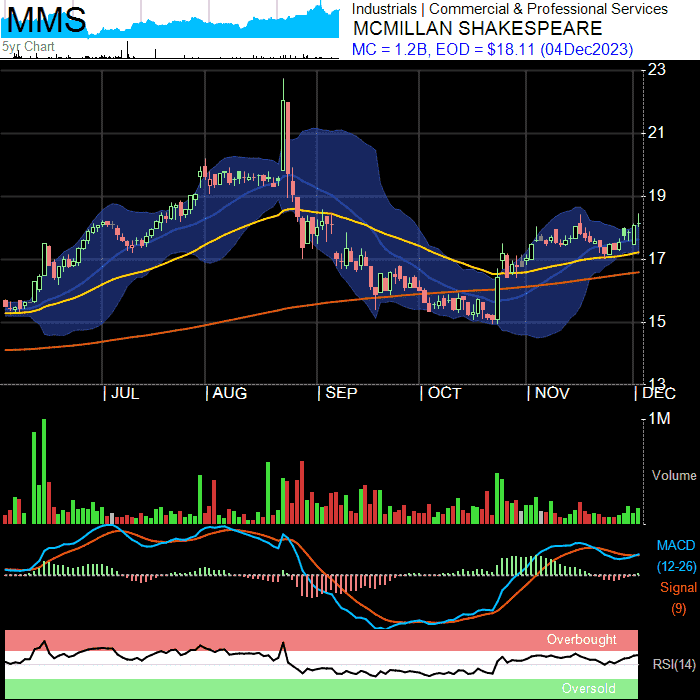 MMS
5yr Chart
Industrials | Commercial & Professional Services
MCMILLAN SHAKESPEARE
MC = 1.2B, EOD = $18.11 (04Dec2023)
23
21
19
17
15
13
JUL AUG SEP OCT NOV DEC
1M
Volume
MACD
(12-26)
Signal
(9)
Overbought
RSI(14)
Oversold